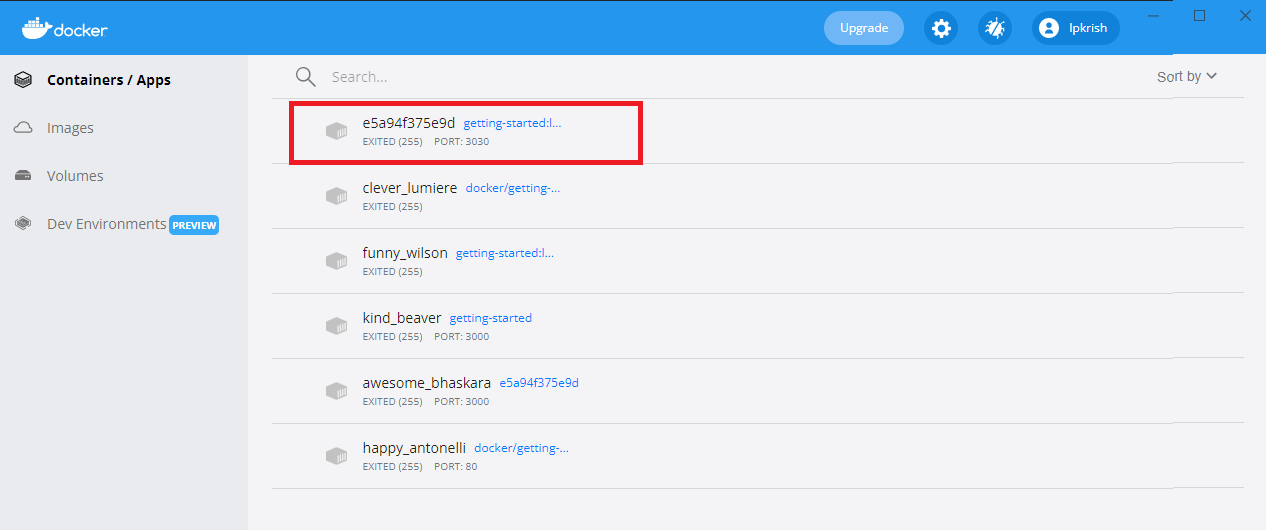 docker
Upgrade
lpkrish
Containers / Apps
Images
Volumes
Dev Environments PREVIEW
Search...
Sort by
e5a94f375e9d getting-started:l...
EXITED (255) PORT: 3030
clever_lumiere docker/getting-...
EXITED (255)
funny_wilson getting-started:l...
EXITED (255)
kind_beaver getting-started
EXITED (255) PORT: 3000
awesome_bhaskara e5a94f375e9d
EXITED (255) PORT: 3000
happy_antonelli docker/getting-...
EXITED (255) PORT: 80